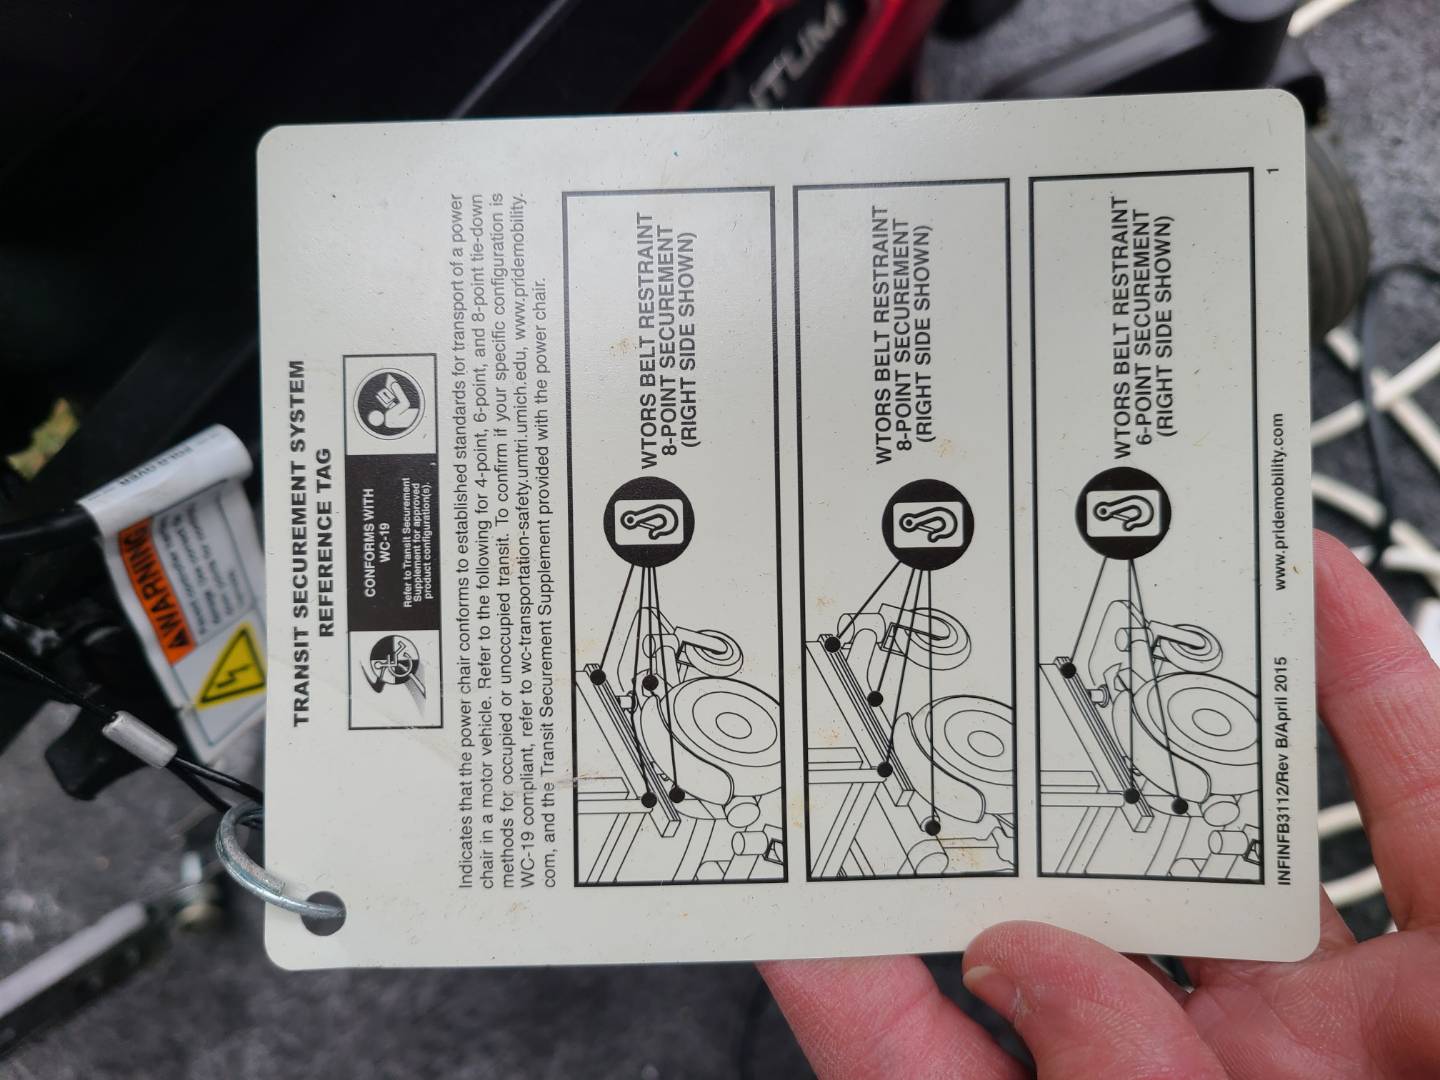 TRANSIT SECUREMENT SYSTEM
REFERENCE TAG
CONFORMS WITH
WC-19
Refer to Transit Securement
Supplement for approved
product configuration(s).
Indicates that the power chair conforms to established standards for transport of a power
chair in a motor vehicle. Refer to the following for 4-point, 6-point, and 8-point tie-down
methods for occupied or unoccupied transit. To confirm if your specific configuration is
WC-19 compliant, refer to wc-transportation-safety.umtri.umich.edu, www.pridemobility.
com, and the Transit Securement Supplement provided with the power chair.
WTORS BELT RESTRAINT
8-POINT SECUREMENT
(RIGHT SIDE SHOWN)
WTORS BELT RESTRAINT
8-POINT SECUREMENT
(RIGHT SIDE SHOWN)
WTORS BELT RESTRAINT
6-POINT SECUREMENT
(RIGHT SIDE SHOWN)
INFINFB3112/Rev B/April 2015
www.pridemobility.com
1
WARNING
NTUM